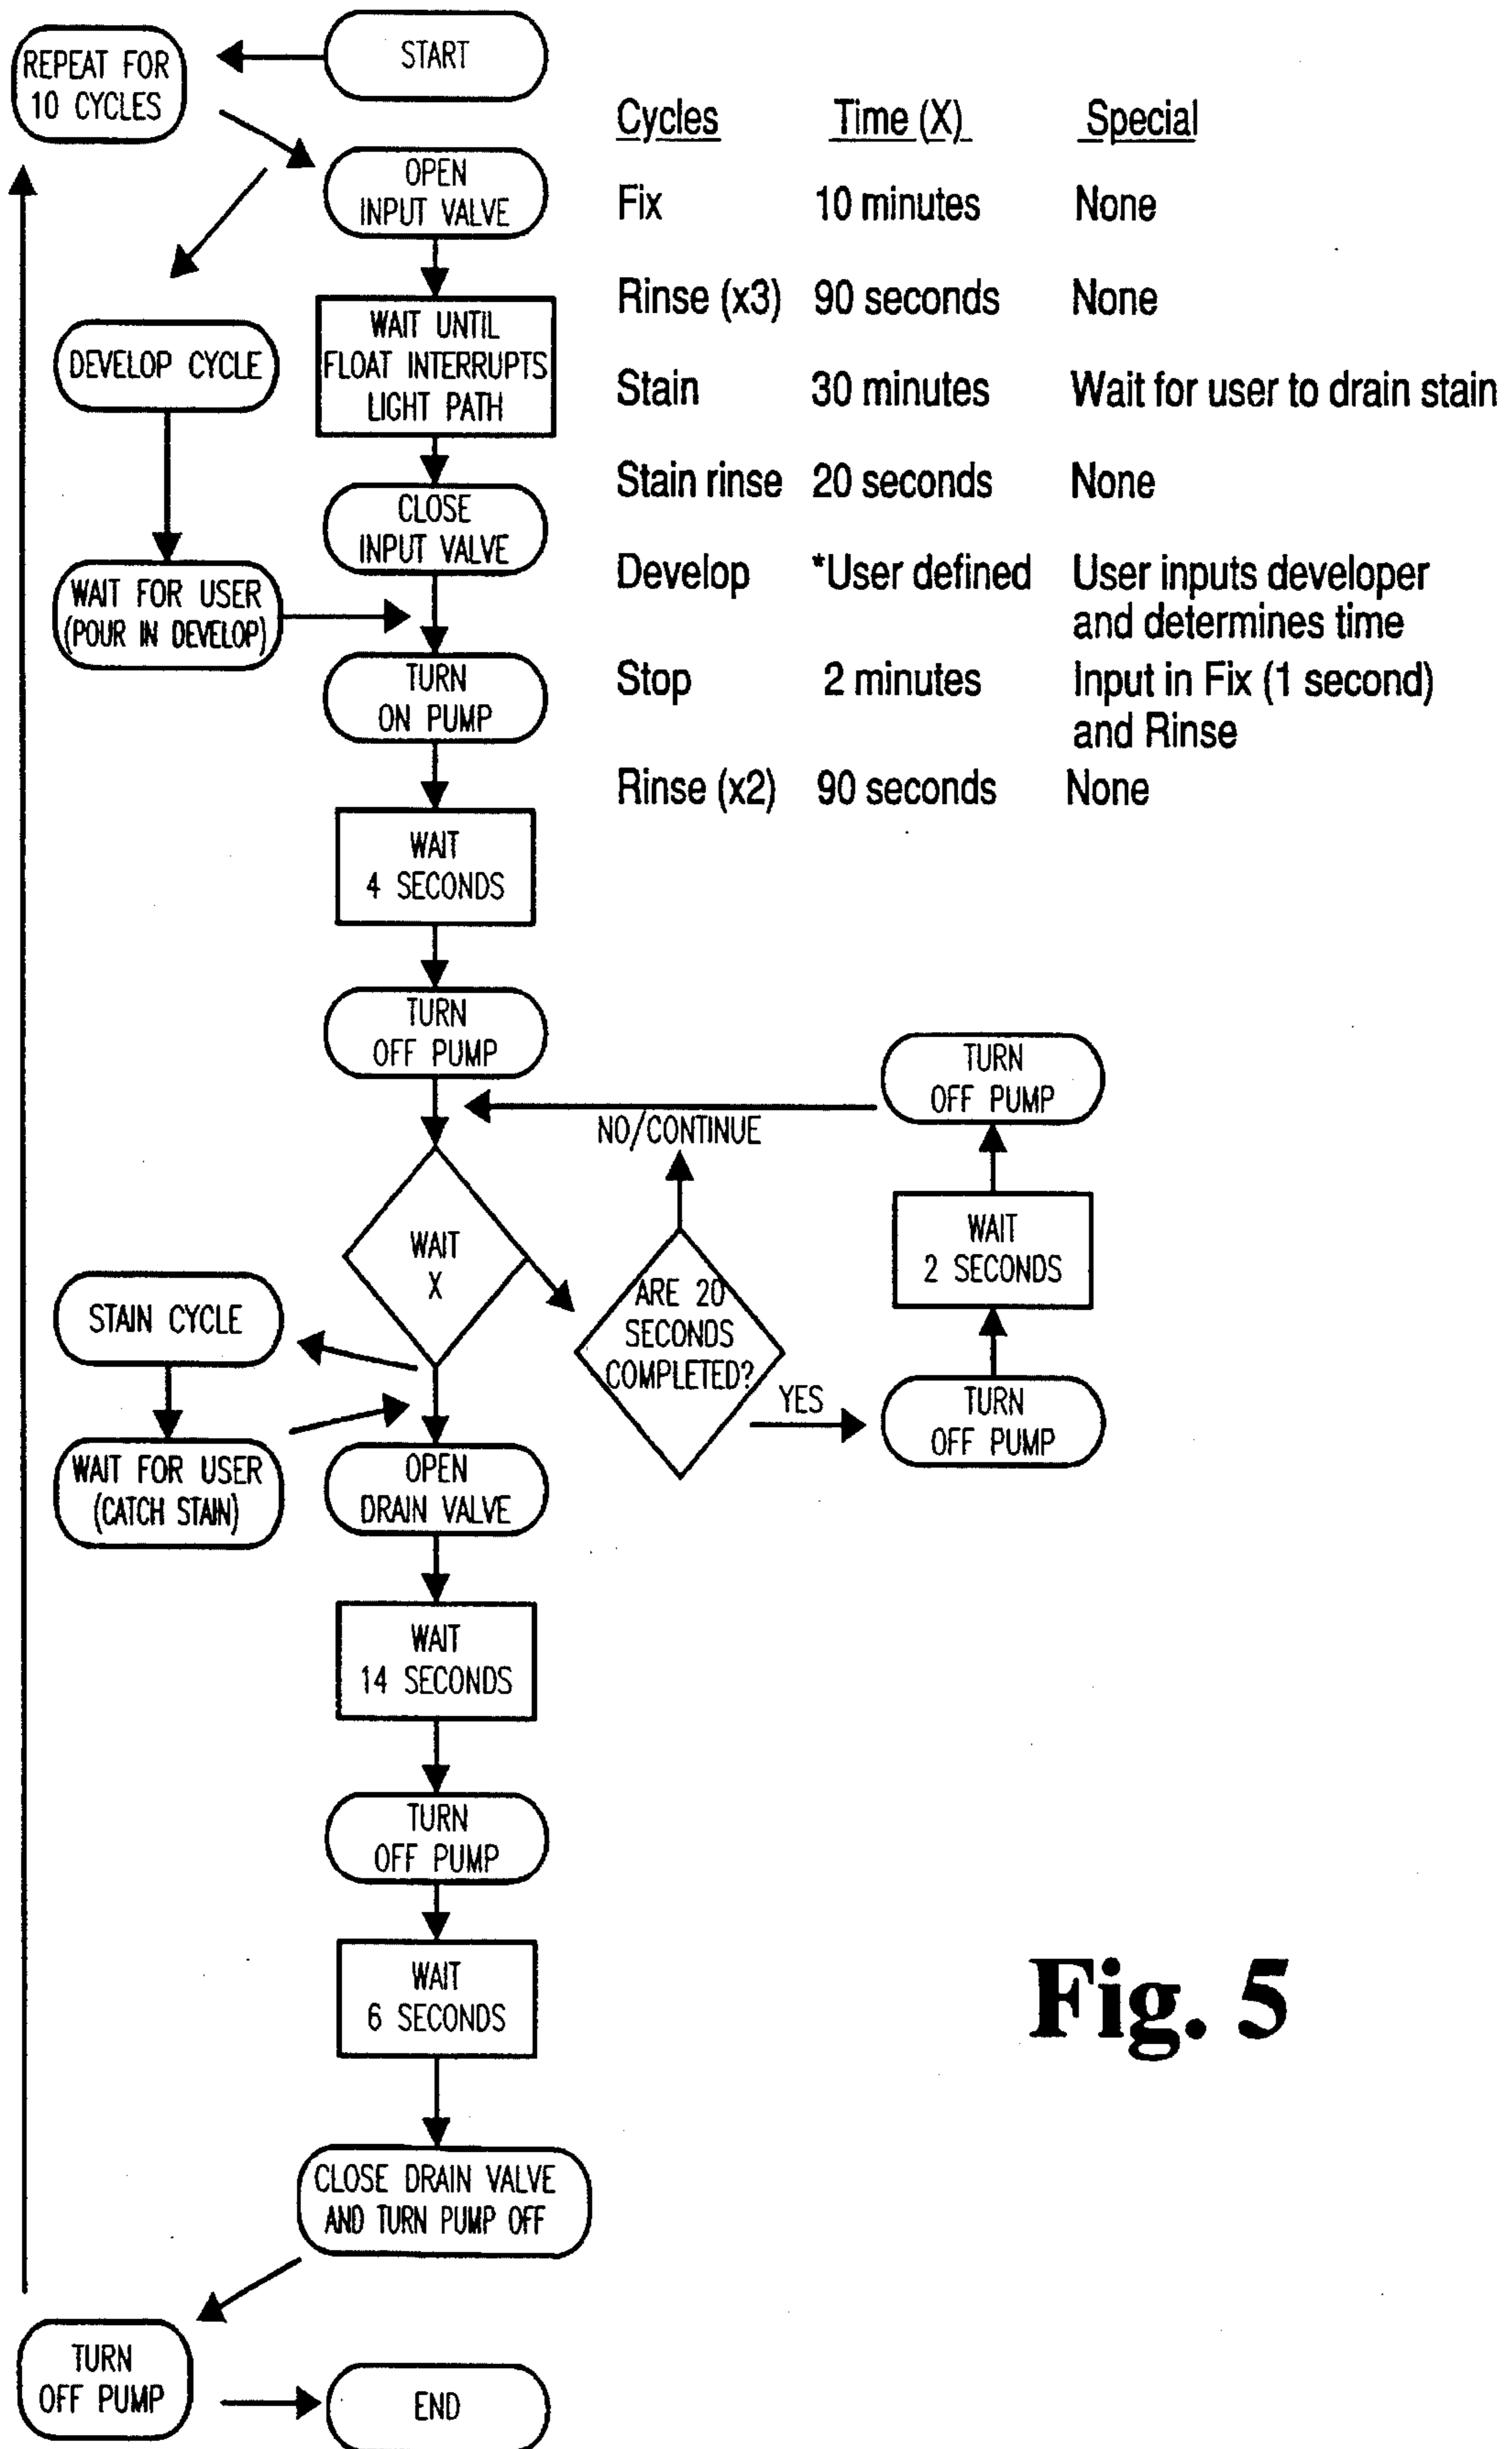 START
REPEAT FOR
10 CYCLES
OPEN
INPUT VALVE
WAIT UNTIL
FLOAT INTERRUPTS
LIGHT PATH
DEVELOP CYCLE
CLOSE
INPUT VALVE
WAIT FOR USER
(POUR IN DEVELOP)
TURN
ON PUMP
WAIT
4 SECONDS
TURN
OFF PUMP
WAIT
X
NO/CONTINUE
ARE 20
SECONDS
COMPLETED?
YES
TURN
OFF PUMP
WAIT
2 SECONDS
TURN
OFF PUMP
STAIN CYCLE
WAIT FOR USER
(CATCH STAIN)
OPEN
DRAIN VALVE
WAIT
14 SECONDS
TURN
OFF PUMP
WAIT
6 SECONDS
CLOSE DRAIN VALVE
AND TURN PUMP OFF
TURN
OFF PUMP
END
Cycles Time (X) Special
Fix 10 minutes None
Rinse (x3) 90 seconds None
Stain 30 minutes Wait for user to drain stain
Stain rinse 20 seconds None
Develop *User defined User inputs developer
and determines time
Stop 2 minutes Input in Fix (1 second)
and Rinse
Rinse (x2) 90 seconds None
Fig. 5